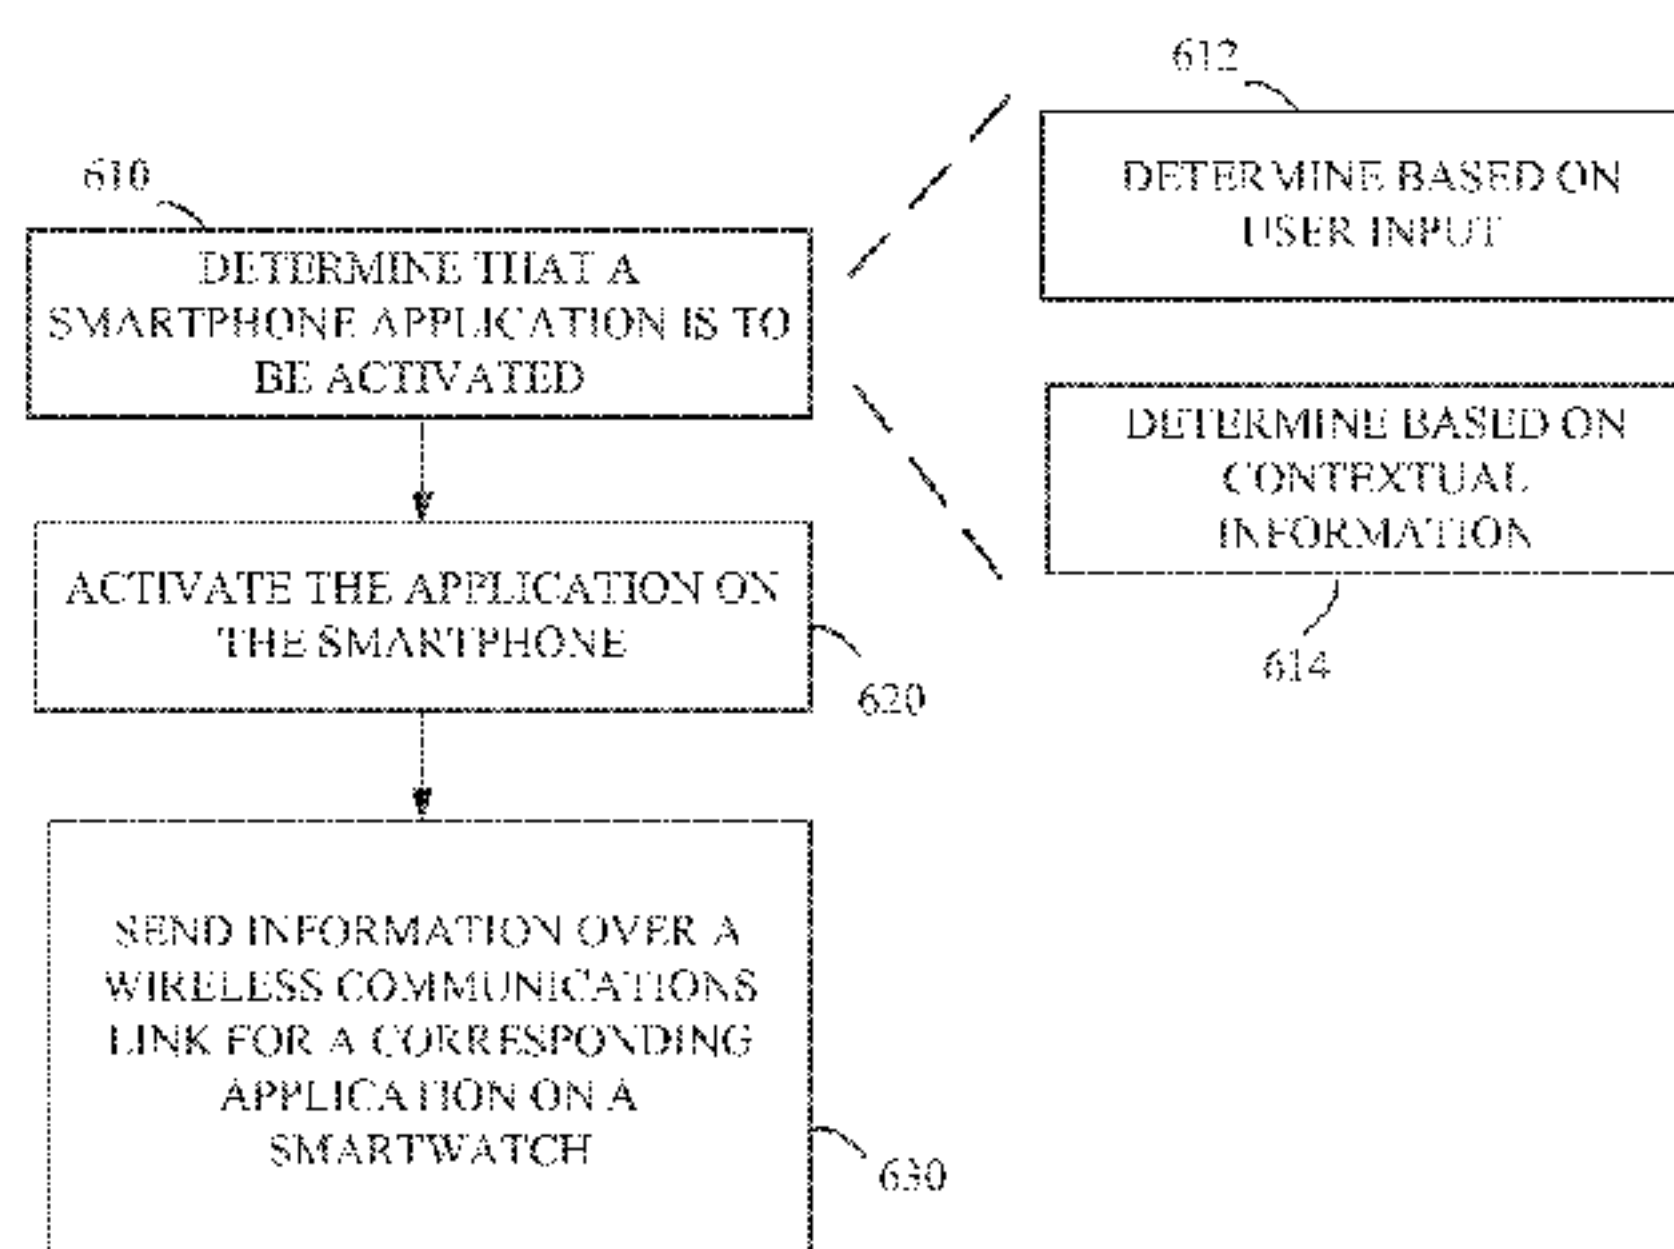 612
DETERMINE BASED ON
USER INPUT
610
DETERMINE THAT A
SMARTPHONE APPLICATION IS TO
BE ACTIVATED
DETERMINE BASED ON
CONTEXTUAL
INFORMATION
614
ACTIVATE THE APPLICATION ON
THE SMARTPHONE
620
SEND INFORMATION OVER A
WIRELESS COMMUNICATIONS
LINK FOR A CORRESPONDING
APPLICATION ON A
SMARTWATCH
630